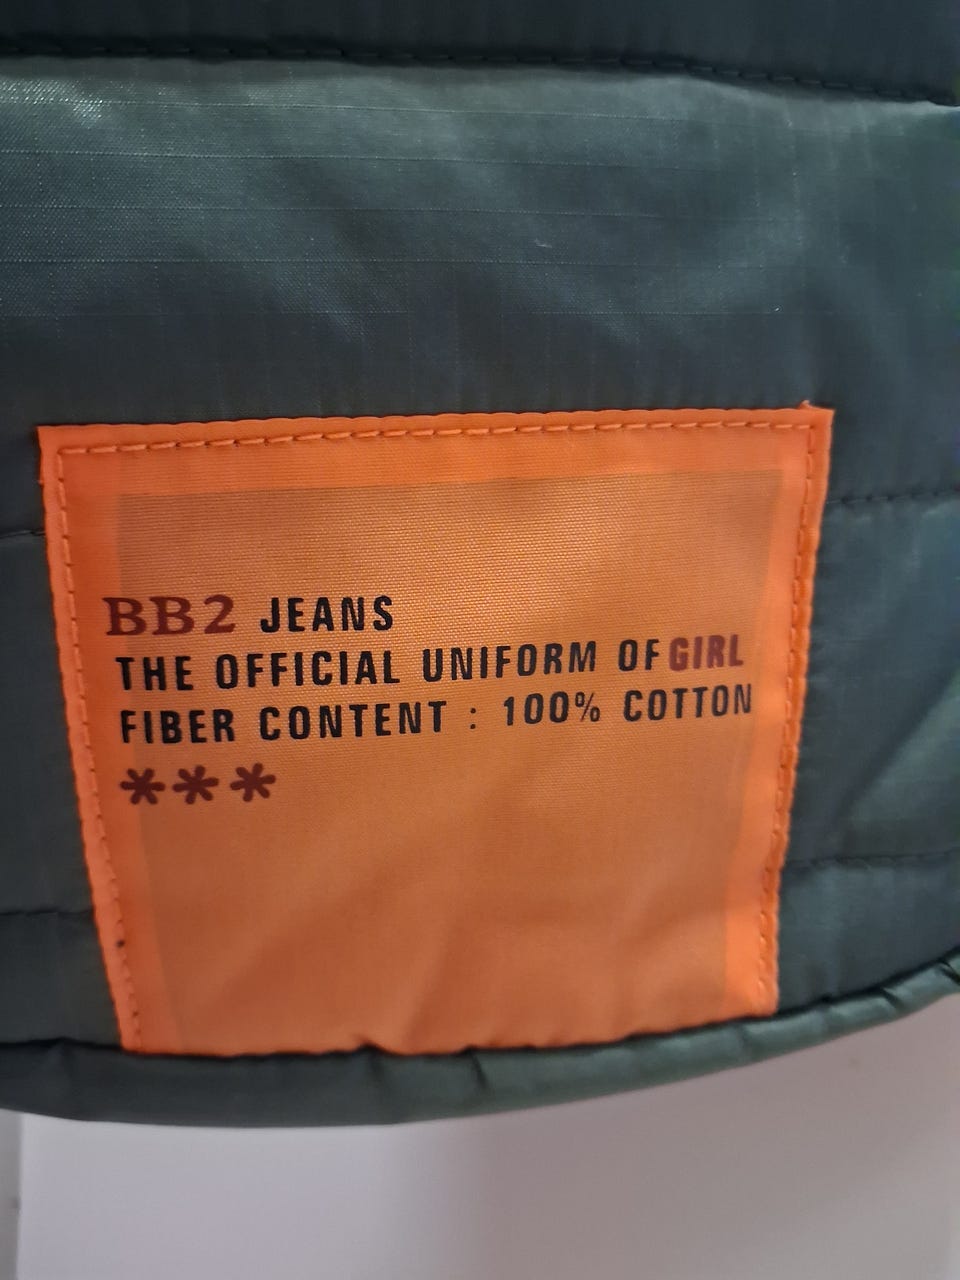 BB2 JEANS
THE OFFICIAL UNIFORM OF GIRL
FIBER CONTENT : 100% COTTON
***